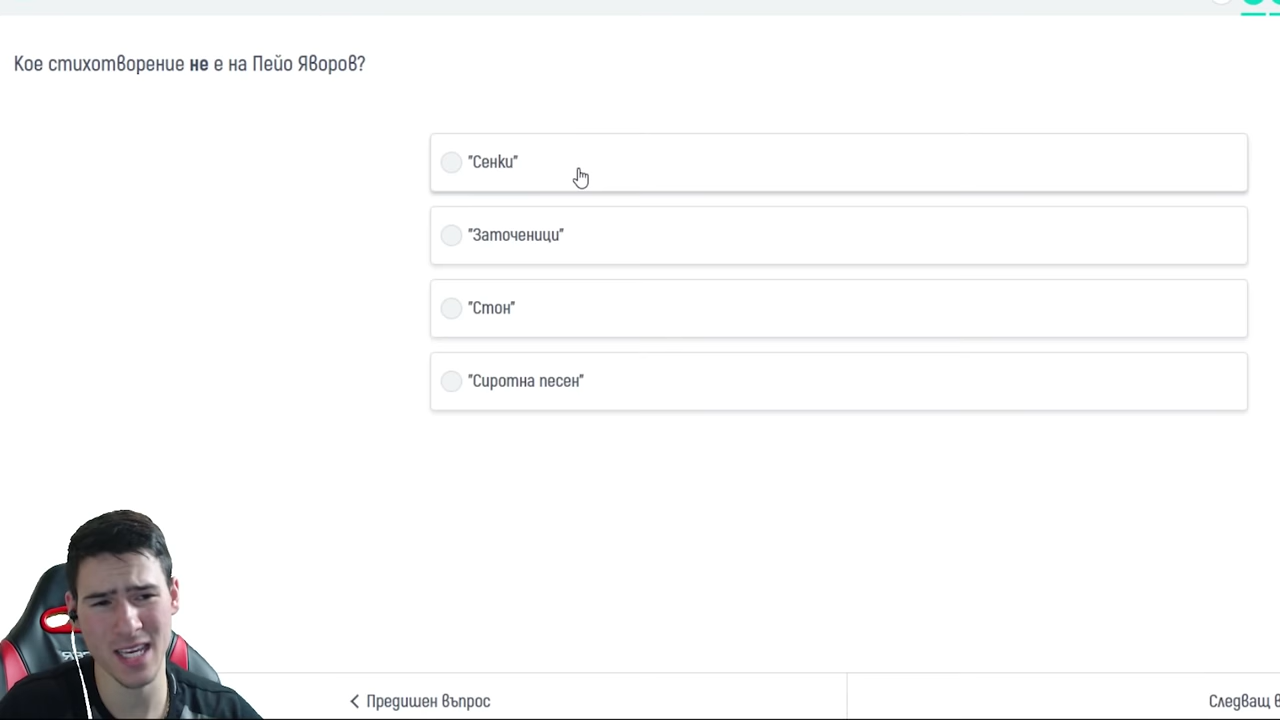 Кое стихотворение не е на Пейо Яворов?
"Сенки"
"Заточеници"
"Стон"
"Сиротна песен"
Предишен въпрос
Следващ в